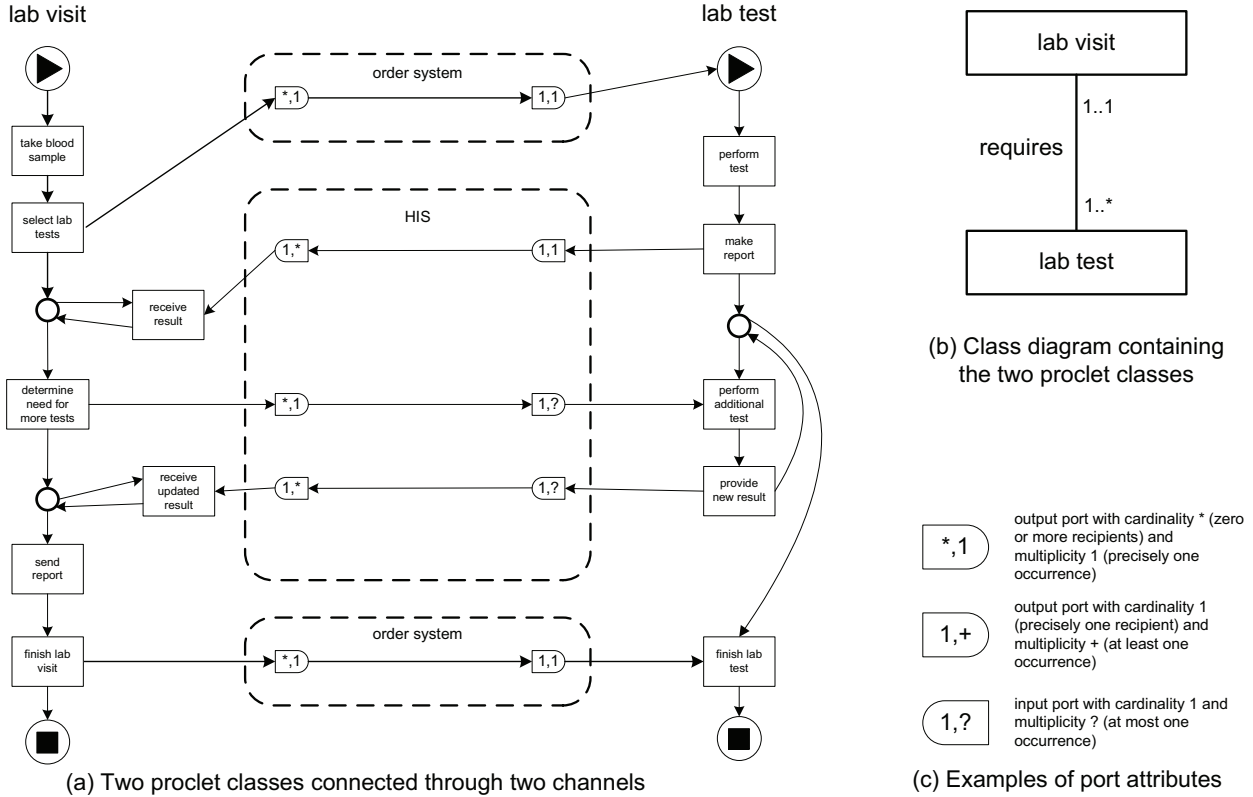 lab visit
lab test
order system
*,1
1,1
take blood
sample
perform
test
select lab
tests
HIS
make
report
1,*
1,1
receive
result
determine
need for
more tests
*,1
1,?
perform
additional
test
receive
updated
result
1,*
1,?
provide
new result
send
report
order system
finish lab
visit
*,1
1,1
finish lab
test
(a) Two proclet classes connected through two channels
lab visit
1..1
requires
1..*
lab test
(b) Class diagram containing
the two proclet classes
*,1
output port with cardinality * (zero
or more recipients) and
multiplicity 1 (precisely one
occurrence)
1,+
output port with cardinality 1
(precisely one recipient) and
multiplicity + (at least one
occurrence)
1,?
input port with cardinality 1 and
multiplicity ? (at most one
occurrence)
(c) Examples of port attributes